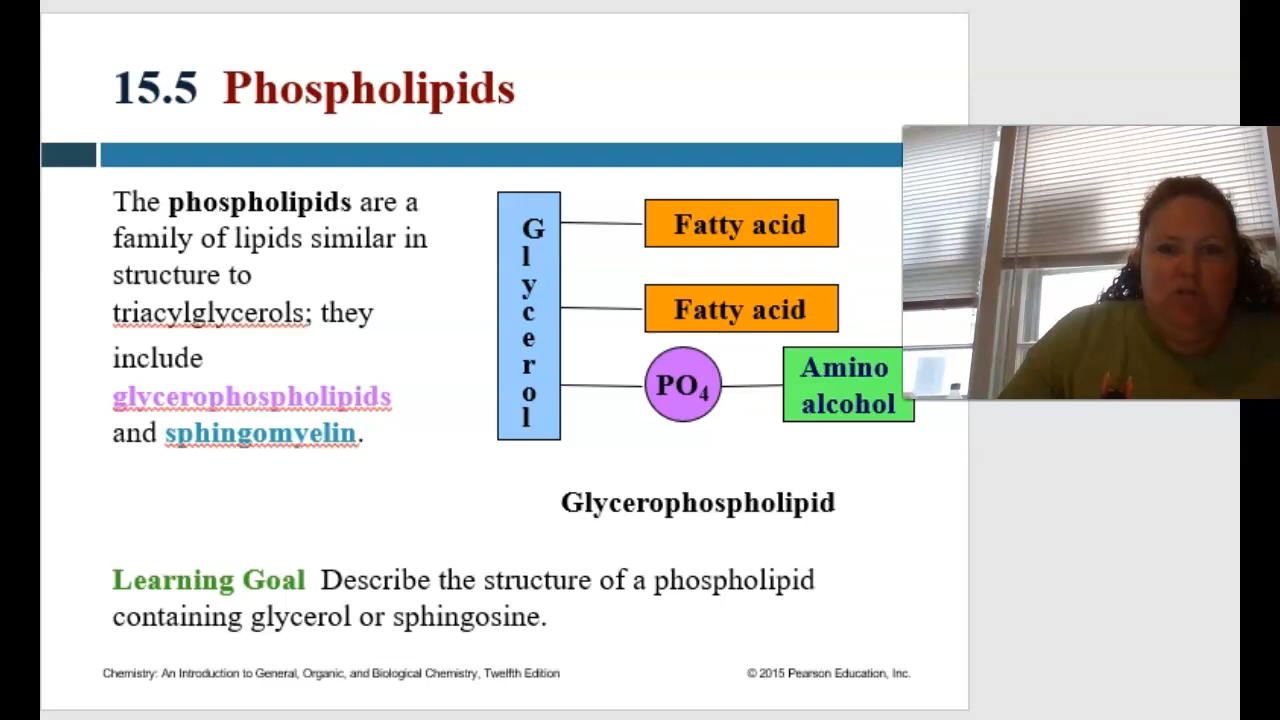 15.5 Phospholipids
The phospholipids are a
family of lipids similar in
structure to
triacylglycerols; they
include
glycerophospholipids
and sphingomyelin.
Glycerol
Fatty acid
Fatty acid
PO₄
Amino
alcohol
Glycerophospholipid
Learning Goal Describe the structure of a phospholipid
containing glycerol or sphingosine.
Chemistry: An Introduction to General, Organic, and Biological Chemistry, Twelfth Edition
© 2015 Pearson Education, Inc.